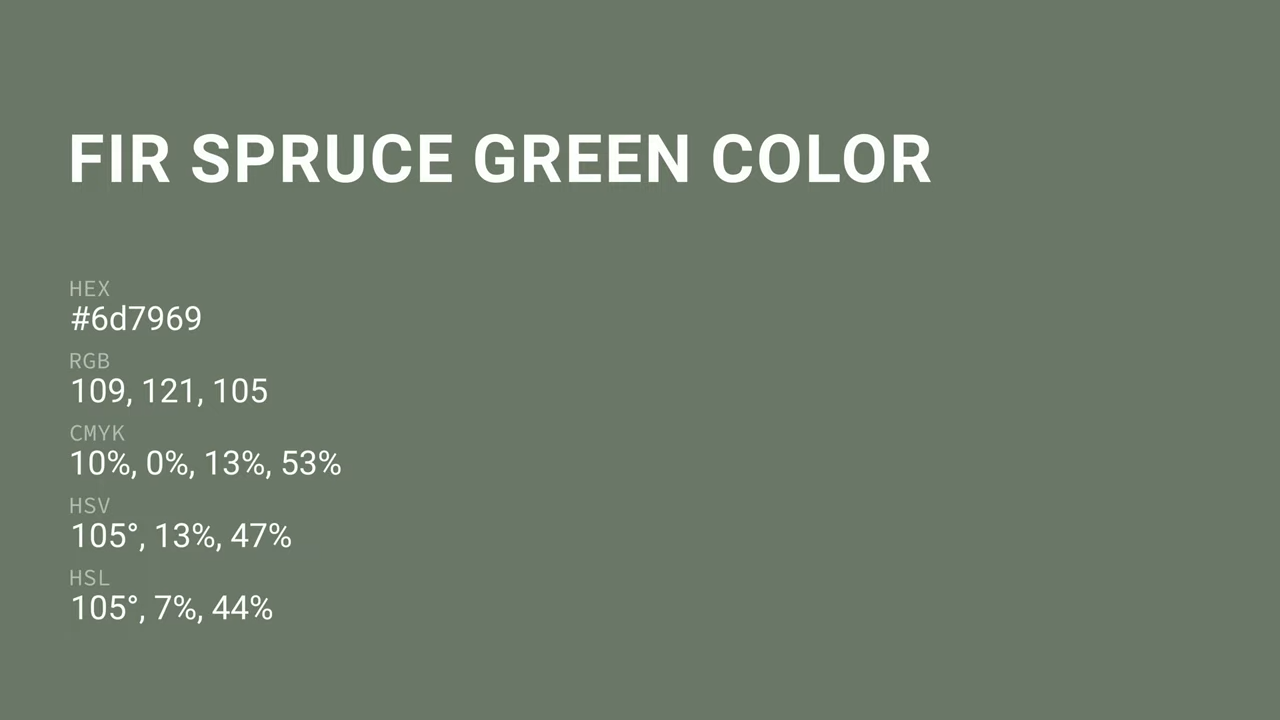 FIR SPRUCE GREEN COLOR
HEX
#6d7969
RGB
109, 121, 105
CMYK
10%, 0%, 13%, 53%
HSV
105°, 13%, 47%
HSL
105°, 7%, 44%